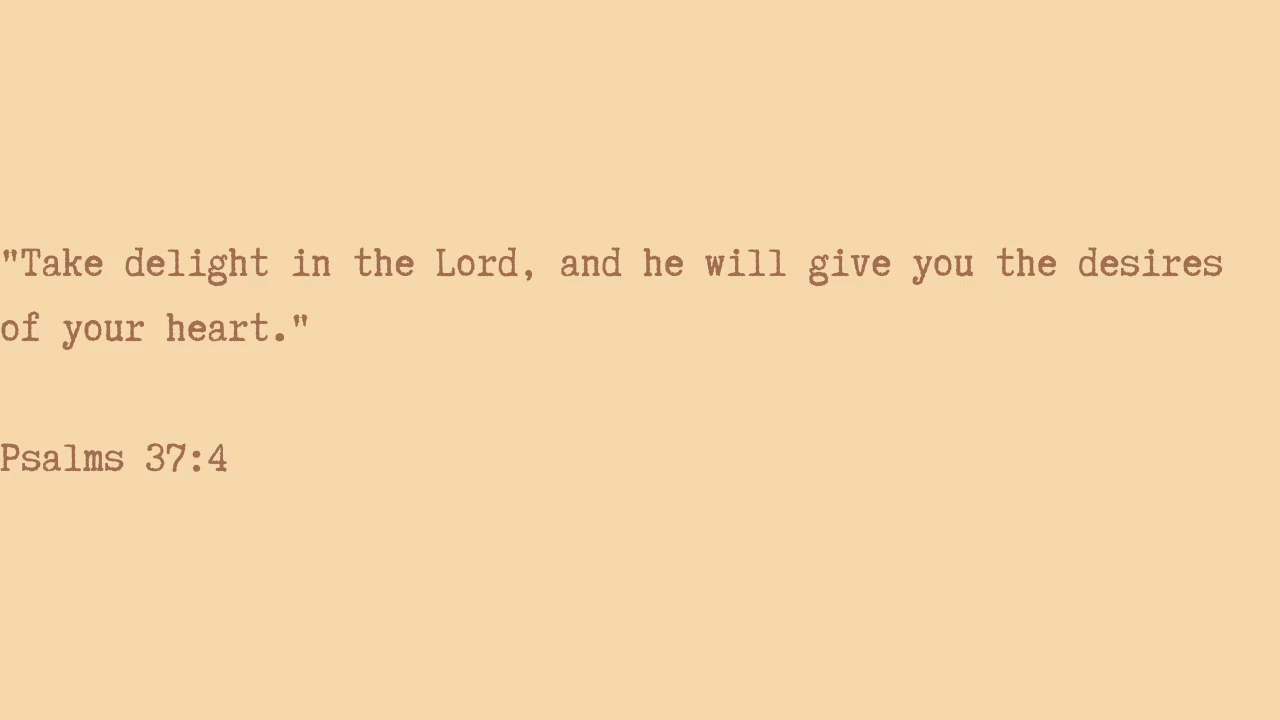 "Take delight in the Lord, and he will give you the desires
of your heart."
Psalms 37:4